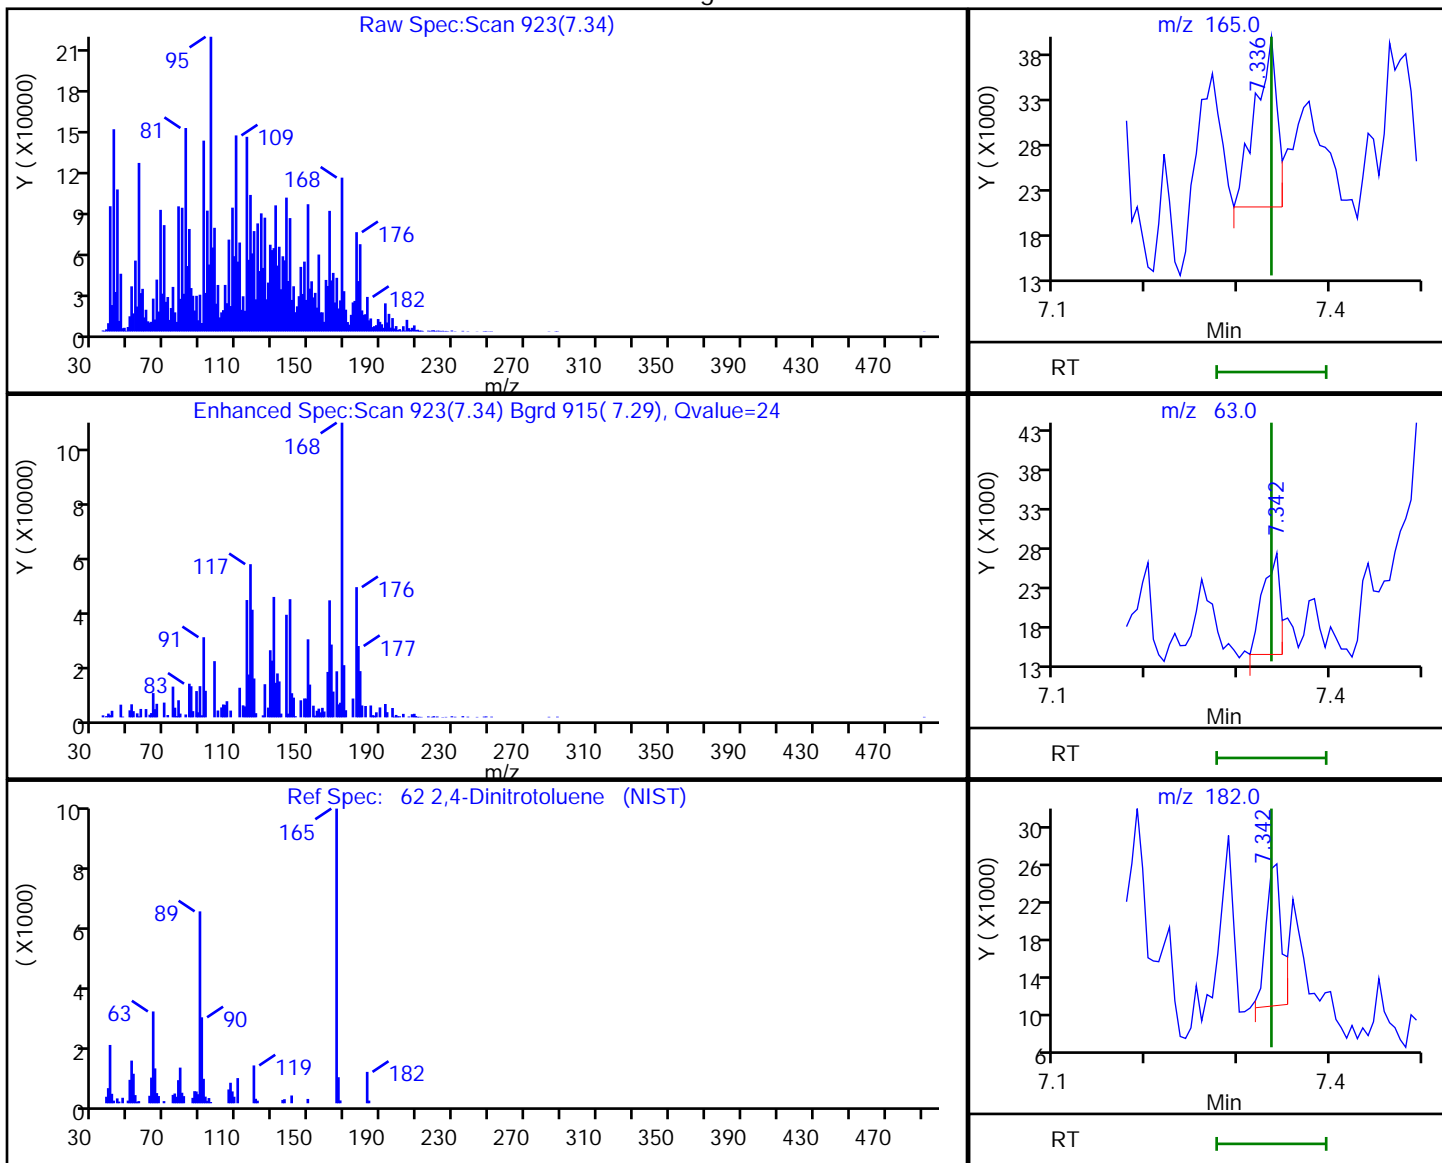 Raw Spec:Scan 923(7.34)
Y ( X10000)
21
18
15
12
9
6
3
0
95
81
109
168
176
182
30 70 110 150 190 230 270 310 350 390 430 470
m/z
m/z 165.0
Y ( X1000)
38
33
28
23
18
13
7.336
7.1 7.4
Min
RT
Enhanced Spec:Scan 923(7.34) Bgrd 915( 7.29), Qvalue=24
Y ( X10000)
10
8
6
4
2
0
168
117
176
91
177
83
30 70 110 150 190 230 270 310 350 390 430 470
m/z
m/z 63.0
Y ( X1000)
43
38
33
28
23
18
13
7.342
7.1 7.4
Min
RT
Ref Spec: 62 2,4-Dinitrotoluene (NIST)
( X1000)
10
8
6
4
2
0
165
89
63
90
119
182
30 70 110 150 190 230 270 310 350 390 430 470
m/z 182.0
Y ( X1000)
30
26
22
18
14
10
6
7.342
7.1 7.4
Min
RT